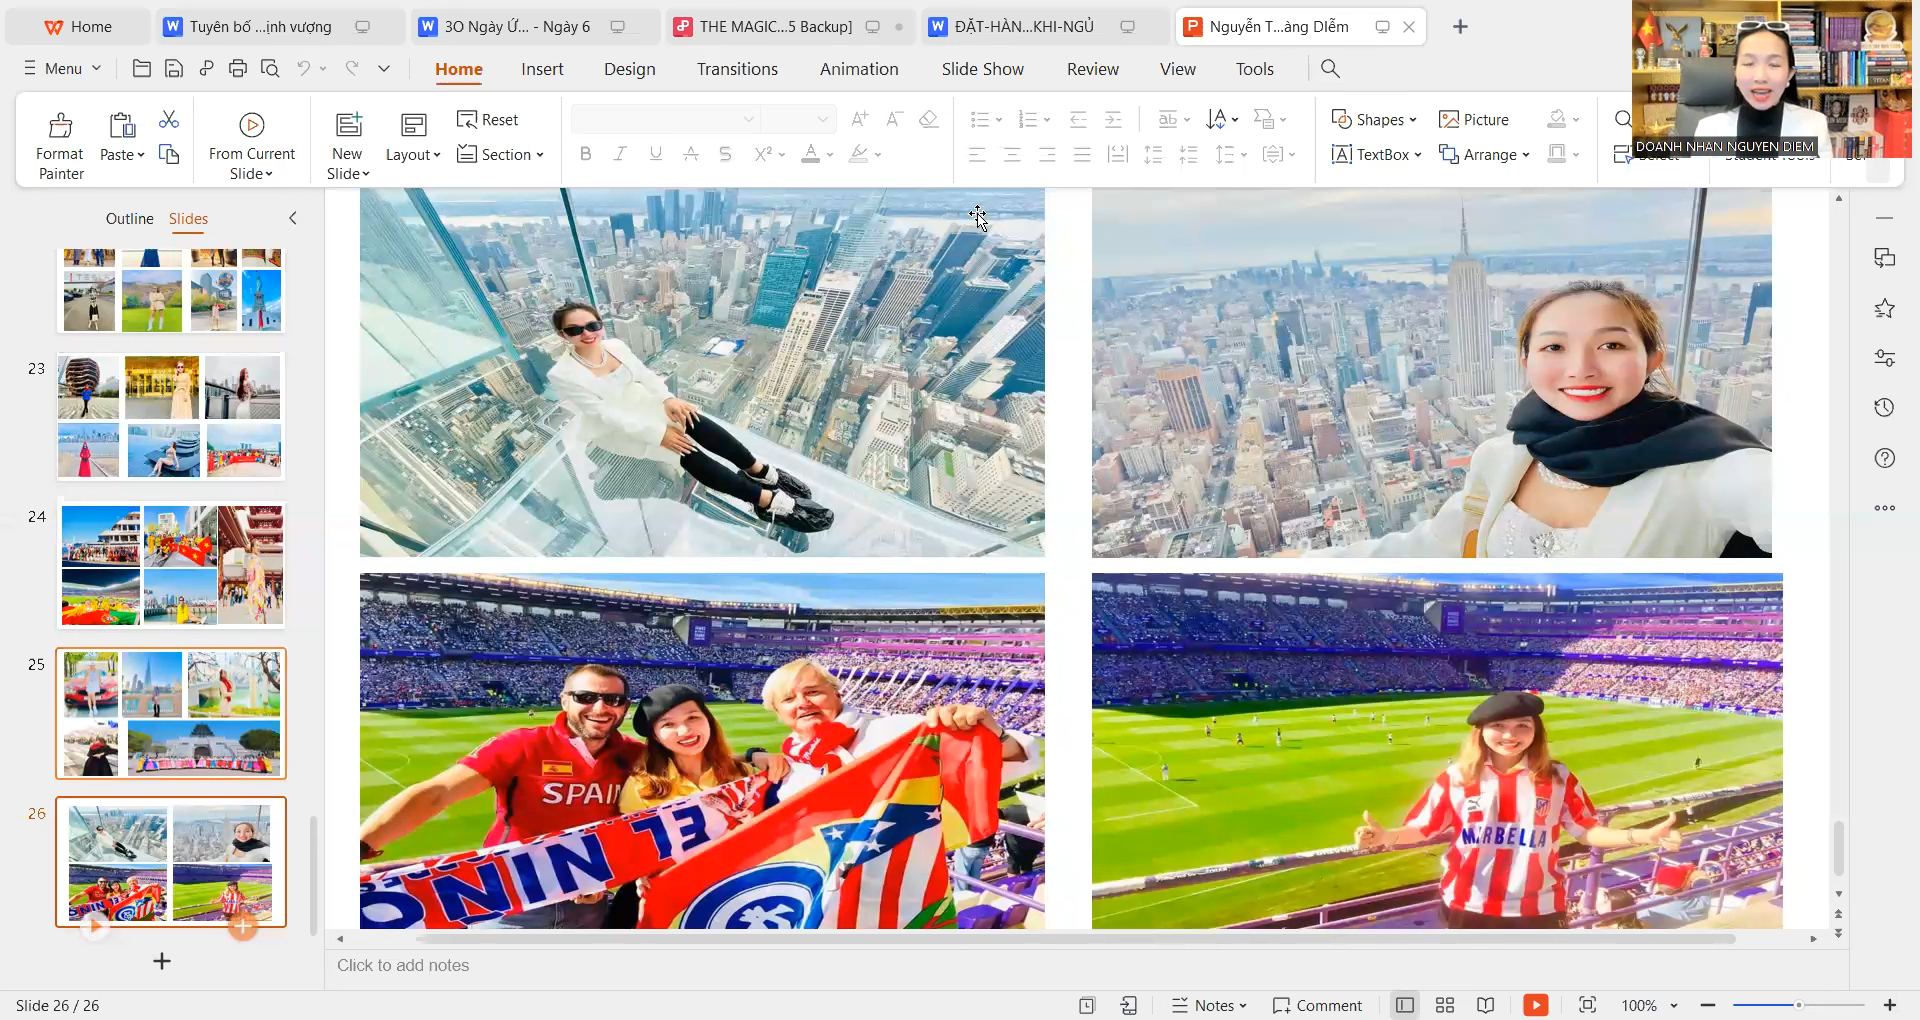 Home
Tuyên bố ...ịnh vượng
3O Ngày Ứ... - Ngày 6
THE MAGIC...5 Backup]
ĐẶT-HÀN...KHI-NGỦ
Nguyễn T...àng Diễm
Menu
Home
Insert
Design
Transitions
Animation
Slide Show
Review
View
Tools
Format Painter
Paste
From Current Slide
New Slide
Layout
Reset
Section
Shapes
Picture
TextBox
Arrange
DOANH NHAN NGUYEN DIEM
Outline
Slides
23
24
25
26
SPAIN
MARBELLA
Click to add notes
Slide 26 / 26
Notes
Comment
100%